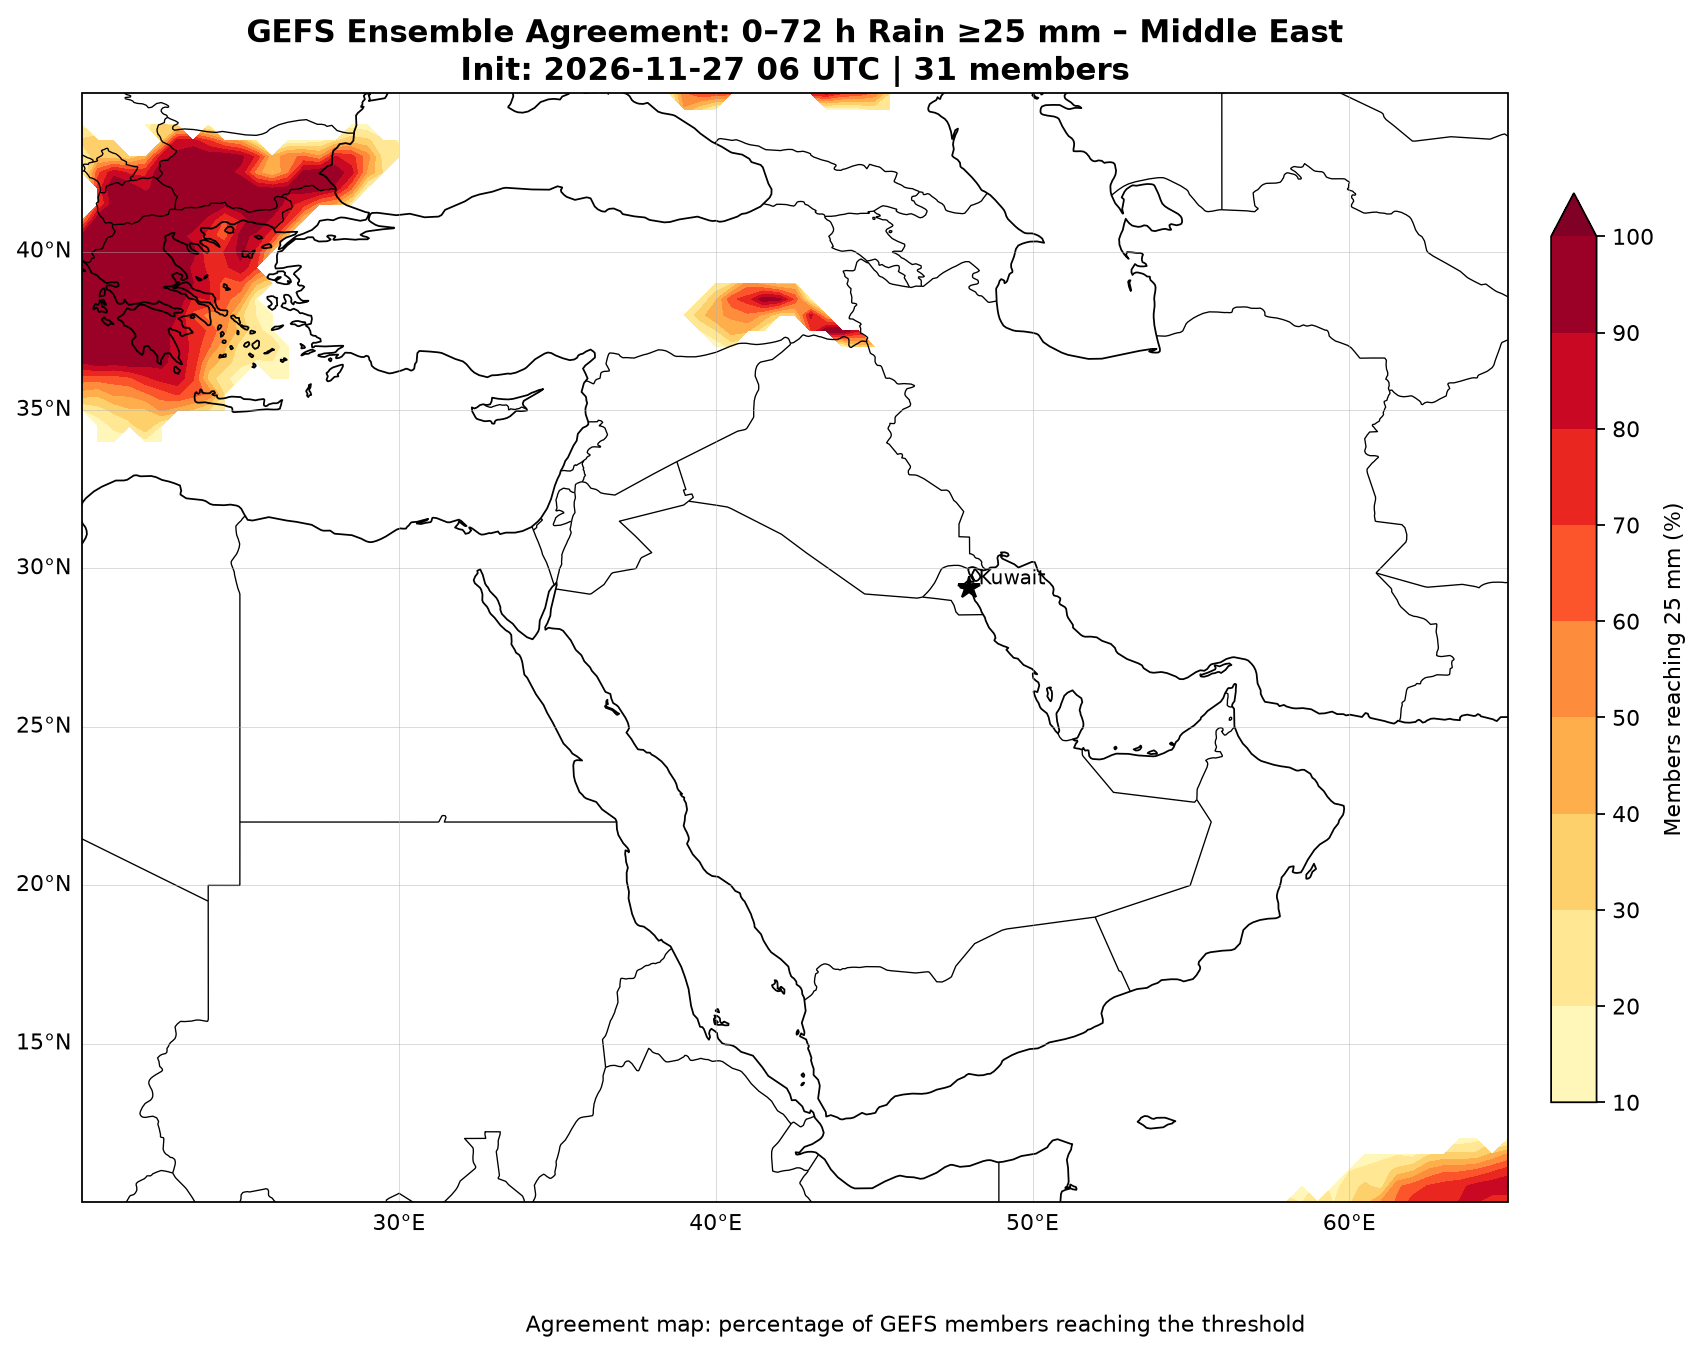 GEFS Ensemble Agreement: 0–72 h Rain ≥25 mm – Middle East
Init: 2026-11-27 06 UTC | 31 members
40°N
35°N
30°N
25°N
20°N
15°N
30°E
40°E
50°E
60°E
Kuwait
100
90
80
70
60
50
40
30
20
10
Members reaching 25 mm (%)
Agreement map: percentage of GEFS members reaching the threshold